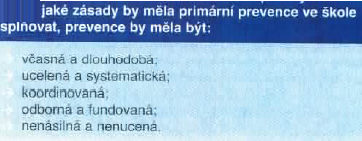 jaké zásady by měla primární prevence ve škole
splňovat, prevence by měla být:
včasná a dlouhodobá;
ucelená a systematická;
koordinovaná;
odborná a fundovaná;
nenásilná a nenucená.